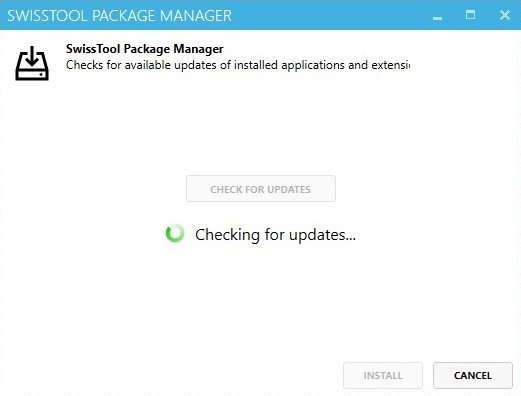 SWISSTOOL PACKAGE MANAGER
SwissTool Package Manager
Checks for available updates of installed applications and extensi
CHECK FOR UPDATES
Checking for updates...
INSTALL
CANCEL